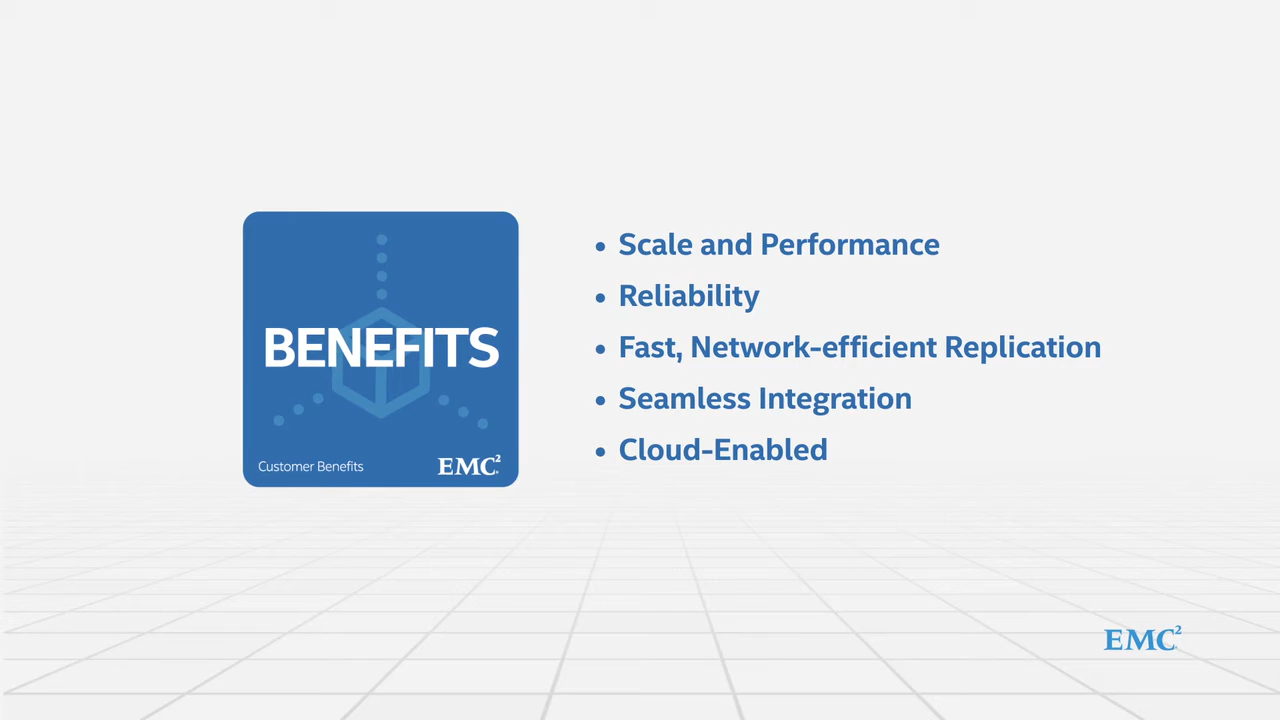 BENEFITS
Customer Benefits
EMC²
• Scale and Performance
• Reliability
• Fast, Network-efficient Replication
• Seamless Integration
• Cloud-Enabled
EMC²